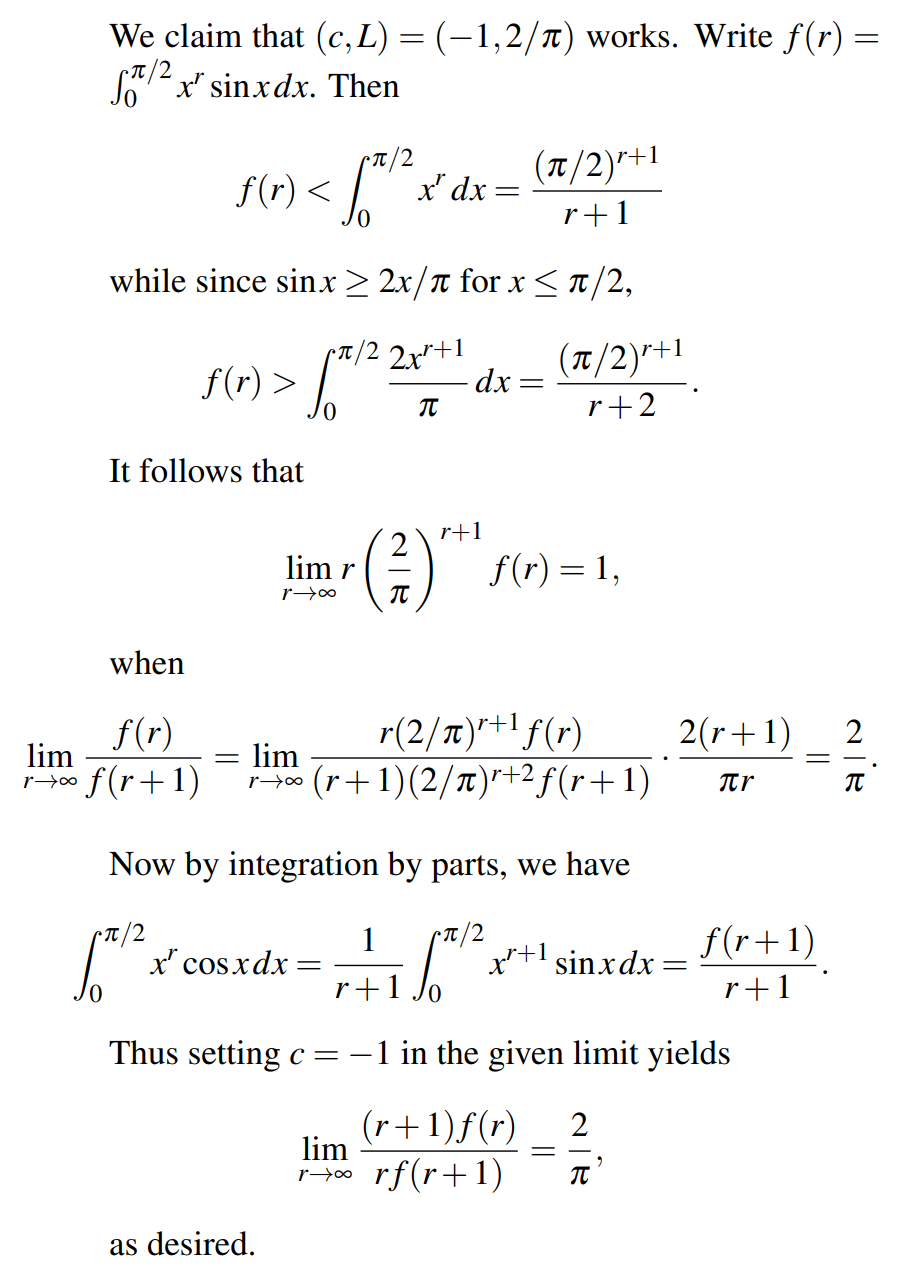 We claim that $(c,L) = (-1,2/\pi)$ works. Write $f(r) =$
$\int_0^{\pi/2} x^r \sin x\,dx$. Then
$f(r) < \int_0^{\pi/2} x^r\,dx = \frac{(\pi/2)^{r+1}}{r+1}$
while since $\sin x \geq 2x/\pi$ for $x \leq \pi/2$,
$f(r) > \int_0^{\pi/2} \frac{2x^{r+1}}{\pi}\,dx = \frac{(\pi/2)^{r+1}}{r+2}.$
It follows that
$\lim_{r \to \infty} r \left(\frac{2}{\pi}\right)^{r+1} f(r) = 1,$
when
$\lim_{r \to \infty} \frac{f(r)}{f(r+1)} = \lim_{r \to \infty} \frac{r(2/\pi)^{r+1} f(r)}{(r+1)(2/\pi)^{r+2} f(r+1)} \cdot \frac{2(r+1)}{\pi r} = \frac{2}{\pi}.$
Now by integration by parts, we have
$\int_0^{\pi/2} x^r \cos x\,dx = \frac{1}{r+1} \int_0^{\pi/2} x^{r+1} \sin x\,dx = \frac{f(r+1)}{r+1}.$
Thus setting $c = -1$ in the given limit yields
$\lim_{r \to \infty} \frac{(r+1)f(r)}{rf(r+1)} = \frac{2}{\pi},$
as desired.